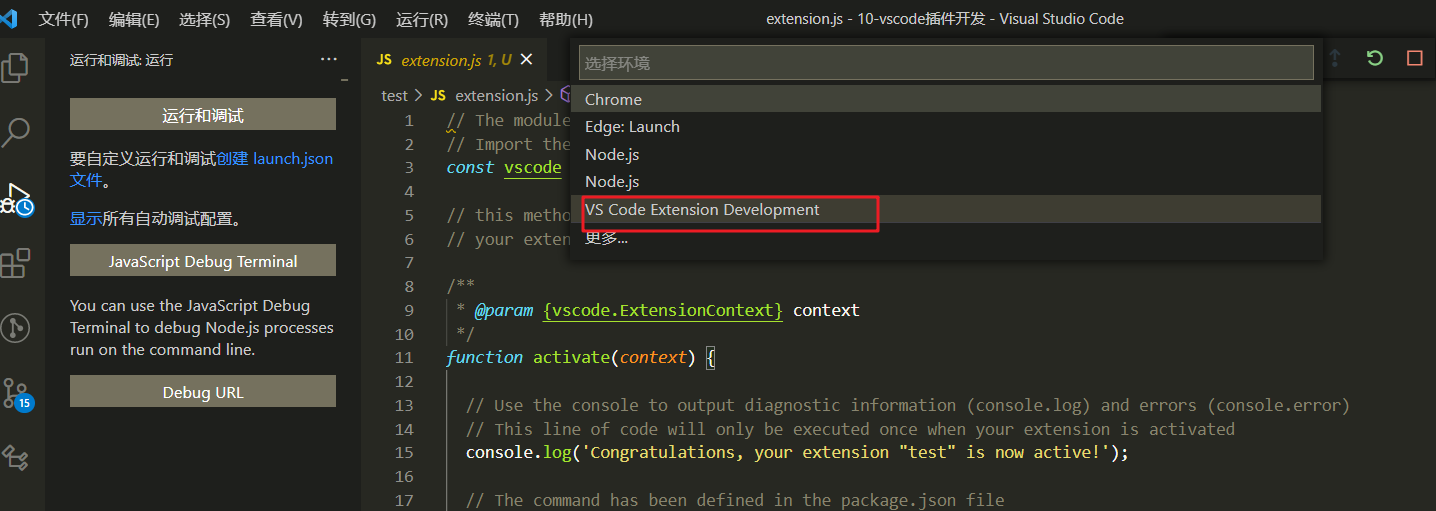 文件(F) 编辑(E) 选择(S) 查看(V) 转到(G) 运行(R) 终端(T) 帮助(H) extension.js - 10-vscode插件开发 - Visual Studio Code
运行和调试: 运行 ···
运行和调试
要自定义运行和调试创建 launch.json
文件。
显示所有自动调试配置。
JavaScript Debug Terminal
You can use the JavaScript Debug
Terminal to debug Node.js processes
run on the command line.
Debug URL
15
JS extension.js 1, U
test > JS extension.js >
选择环境
Chrome
Edge: Launch
Node.js
Node.js
VS Code Extension Development
更多...
1 // The module
2 // Import the
3 const vscode
4
5 // this metho
6 // your exten
7
8 /**
9 * @param {vscode.ExtensionContext} context
10 */
11 function activate(context) {
12
13 // Use the console to output diagnostic information (console.log) and errors (console.error)
14 // This line of code will only be executed once when your extension is activated
15 console.log('Congratulations, your extension "test" is now active!');
16
17 // The command has been defined in the package.json file